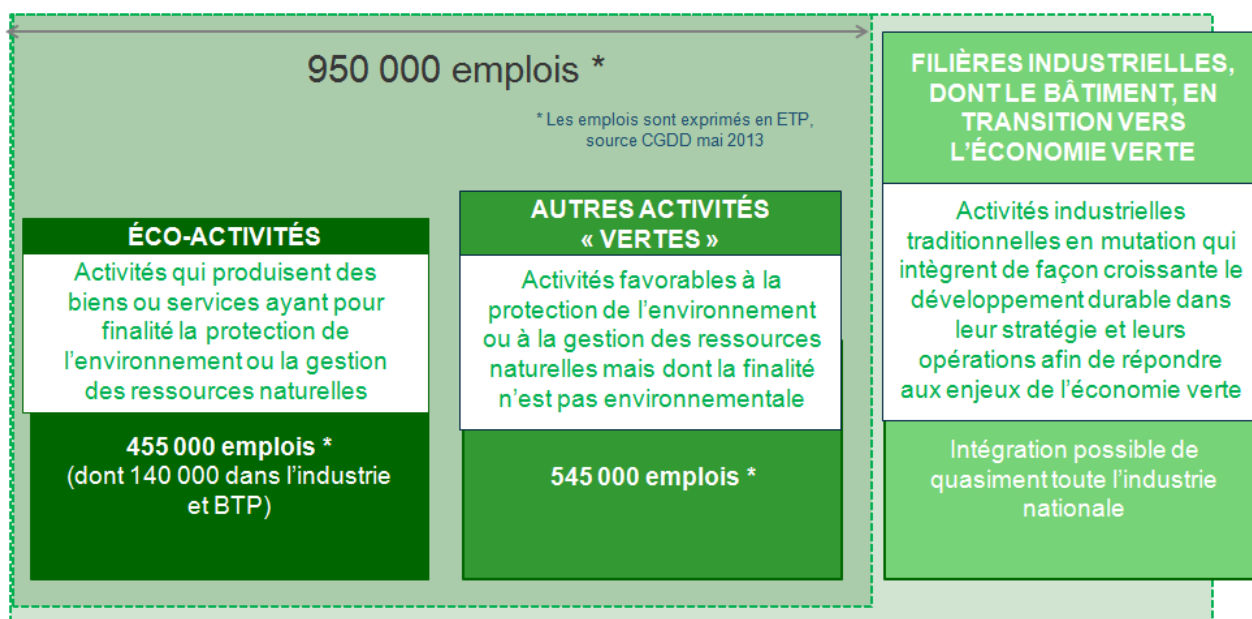 950 000 emplois *
* Les emplois sont exprimés en ETP,
source CGDD mai 2013
ÉCO-ACTIVITÉS
Activités qui produisent des
biens ou services ayant pour
finalité la protection de
l'environnement ou la gestion
des ressources naturelles
455 000 emplois *
(dont 140 000 dans l'industrie
et BTP)
AUTRES ACTIVITÉS
« VERTES »
Activités favorables à la
protection de l'environnement
ou à la gestion des ressources
naturelles mais dont la finalité
n'est pas environnementale
545 000 emplois *
FILIÈRES INDUSTRIELLES,
DONT LE BÂTIMENT, EN
TRANSITION VERS
L'ÉCONOMIE VERTE
Activités industrielles
traditionnelles en mutation qui
intègrent de façon croissante le
développement durable dans
leur stratégie et leurs
opérations afin de répondre
aux enjeux de l'économie verte
Intégration possible de
quasiment toute l'industrie
nationale